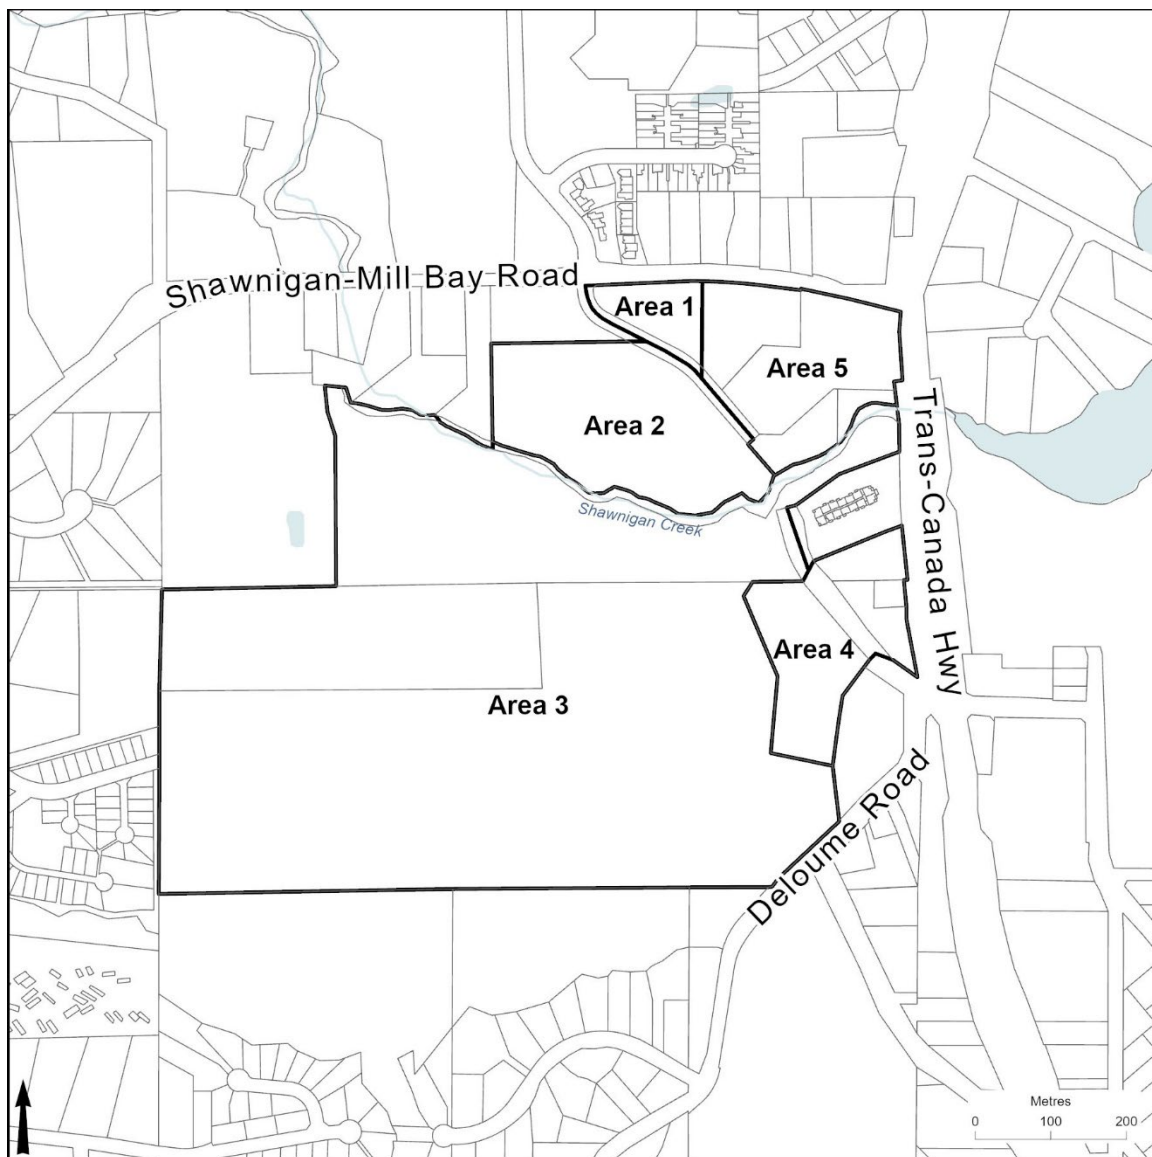 Shawnigan-Mill Bay Road
Area 1
Area 5
Area 2
Trans-Canada Hwy
Shawnigan Creek
Area 4
Area 3
Deloume Road
Metres
0 100 200